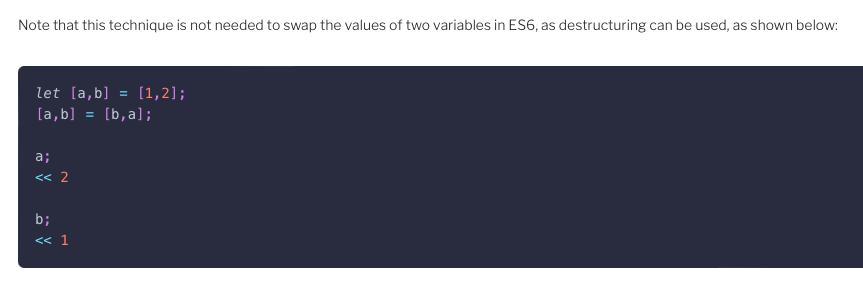 Note that this technique is not needed to swap the values of two variables in ES6, as destructuring can be used, as shown below:
let [a,b] = [1,2];
[a,b] = [b,a];
a;
<< 2
b;
<< 1